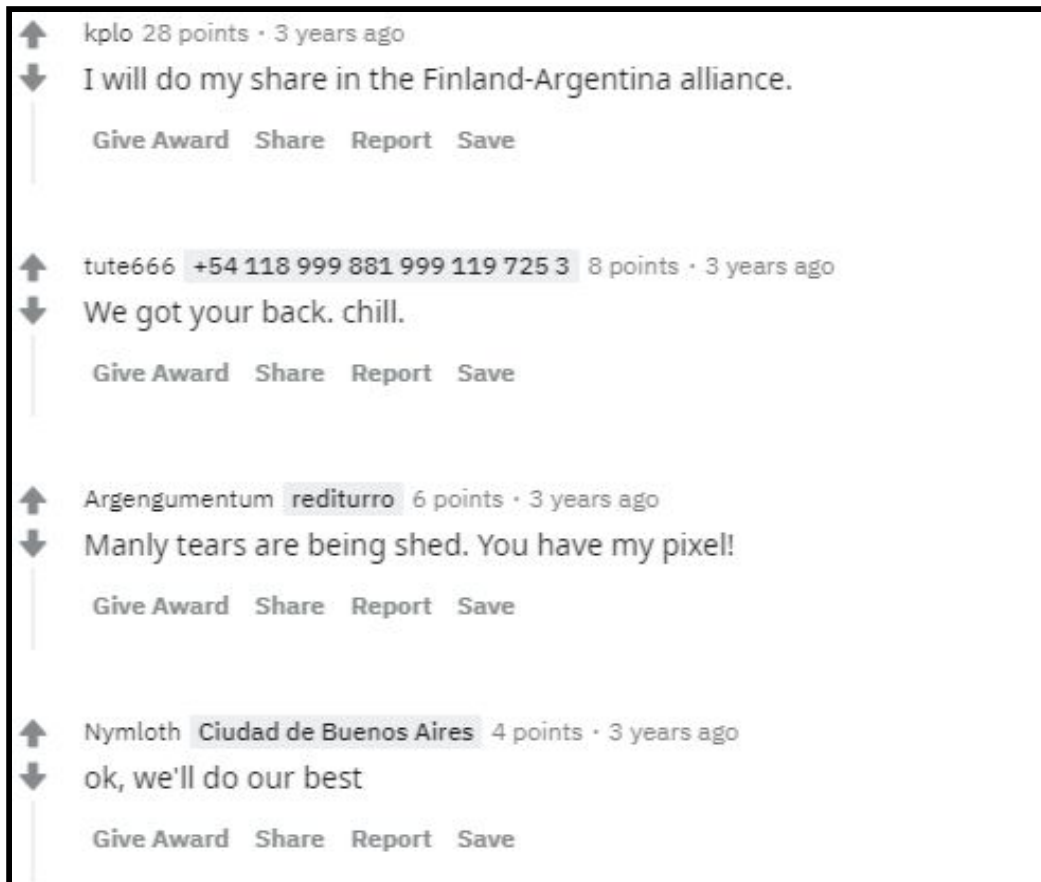 kplo 28 points · 3 years ago
I will do my share in the Finland-Argentina alliance.
Give Award Share Report Save
tute666 +54 118 999 881 999 119 725 3 8 points · 3 years ago
We got your back. chill.
Give Award Share Report Save
Argengumentum rediturro 6 points · 3 years ago
Manly tears are being shed. You have my pixel!
Give Award Share Report Save
Nymloth Ciudad de Buenos Aires 4 points · 3 years ago
ok, we'll do our best
Give Award Share Report Save